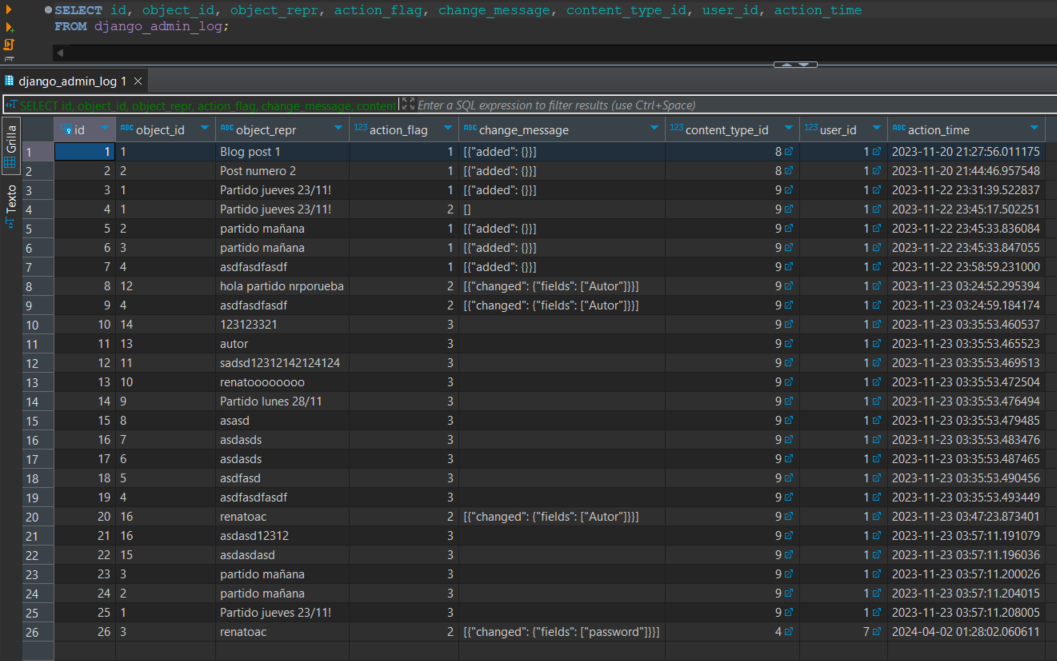 SELECT id, object_id, object_repr, action_flag, change_message, content_type_id, user_id, action_time
FROM django_admin_log;
django_admin_log 1
SELECT id, object_id, object_repr, action_flag, change_message, content Enter a SQL expression to filter results (use Ctrl+Space)
Grilla
Texto
id ABC object_id ABC object_repr 123 action_flag ABC change_message 123 content_type_id 123 user_id ABC action_time
1 1 1 Blog post 1 1 [{"added": {}}] 8 1 2023-11-20 21:27:56.011175
2 2 2 Post numero 2 1 [{"added": {}}] 8 1 2023-11-20 21:44:46.957548
3 3 1 Partido jueves 23/11! 1 [{"added": {}}] 9 1 2023-11-22 23:31:39.522837
4 4 1 Partido jueves 23/11! 2 [] 9 1 2023-11-22 23:45:17.502251
5 5 2 partido mañana 1 [{"added": {}}] 9 1 2023-11-22 23:45:33.836084
6 6 3 partido mañana 1 [{"added": {}}] 9 1 2023-11-22 23:45:33.847055
7 7 4 asdfasdfasdf 1 [{"added": {}}] 9 1 2023-11-22 23:58:59.231000
8 8 12 hola partido nrporueba 2 [{"changed": {"fields": ["Autor"]}}] 9 1 2023-11-23 03:24:52.295394
9 9 4 asdfasdfasdf 2 [{"changed": {"fields": ["Autor"]}}] 9 1 2023-11-23 03:24:59.184174
10 10 14 123123321 3 9 1 2023-11-23 03:35:53.460537
11 11 13 autor 3 9 1 2023-11-23 03:35:53.465523
12 12 11 sadsd12312142124124 3 9 1 2023-11-23 03:35:53.469513
13 13 10 renatoooooooo 3 9 1 2023-11-23 03:35:53.472504
14 14 9 Partido lunes 28/11 3 9 1 2023-11-23 03:35:53.476494
15 15 8 asasd 3 9 1 2023-11-23 03:35:53.479485
16 16 7 asdasds 3 9 1 2023-11-23 03:35:53.483476
17 17 6 asdasds 3 9 1 2023-11-23 03:35:53.487465
18 18 5 asdfasd 3 9 1 2023-11-23 03:35:53.490456
19 19 4 asdfasdfasdf 3 9 1 2023-11-23 03:35:53.493449
20 20 16 renatoac 2 [{"changed": {"fields": ["Autor"]}}] 9 1 2023-11-23 03:47:23.873401
21 21 16 asdasd12312 3 9 1 2023-11-23 03:57:11.191079
22 22 15 asdasdasd 3 9 1 2023-11-23 03:57:11.196036
23 23 3 partido mañana 3 9 1 2023-11-23 03:57:11.200026
24 24 2 partido mañana 3 9 1 2023-11-23 03:57:11.204015
25 25 1 Partido jueves 23/11! 3 9 1 2023-11-23 03:57:11.208005
26 26 3 renatoac 2 [{"changed": {"fields": ["password"]}}] 4 7 2024-04-02 01:28:02.060611